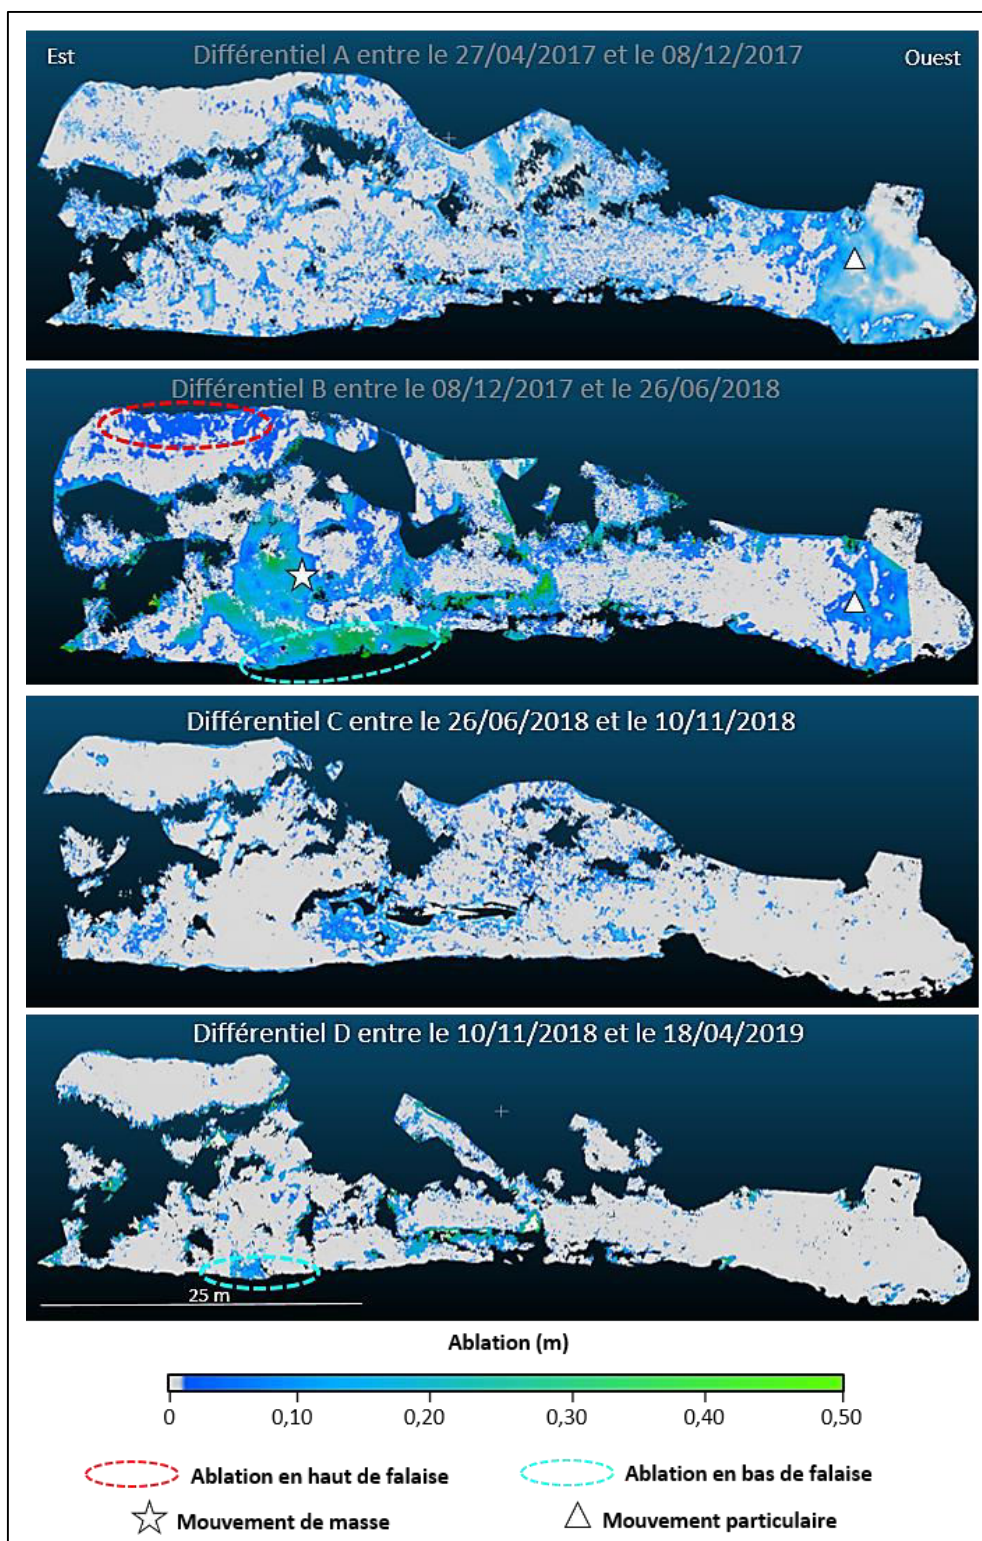 Différentiel A entre le 27/04/2017 et le 08/12/2017
Est
Ouest
Différentiel B entre le 08/12/2017 et le 26/06/2018
Différentiel C entre le 26/06/2018 et le 10/11/2018
Différentiel D entre le 10/11/2018 et le 18/04/2019
25 m
Ablation (m)
0 0,10 0,20 0,30 0,40 0,50
Ablation en haut de falaise
Ablation en bas de falaise
Mouvement de masse
Mouvement particulaire